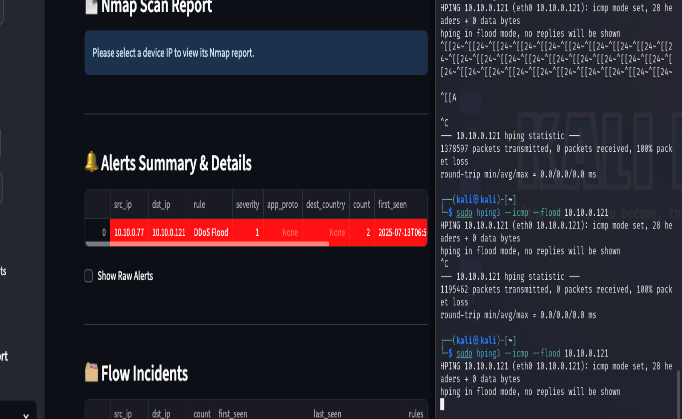 Nmap Scan Report
Please select a device IP to view its Nmap report.
Alerts Summary & Details
src_ip dst_ip rule severity app_proto dest_country count first_seen
0 10.10.0.77 10.10.0.121 DDoS Flood 1 None None 2 2025-07-13T06:5
Show Raw Alerts
Flow Incidents
src_ip dst_ip count first_seen last_seen rules
ts
ort
HPING 10.10.0.121 (eth0 10.10.0.121): icmp mode set, 28 he
aders + 0 data bytes
hping in flood mode, no replies will be shown
^[[24~^[[24~^[[24~^[[24~^[[24~^[[24~^[[24~^[[24~^[[24~^[[2
4~^[[24~^[[24~^[[24~^[[24~^[[24~^[[24~^[[24~^[[24~^[[24~^[
[24~^[[24~^[[24~^[[24~^[[24~^[[24~^[[24~^[[24~^[[24~^[[24~
^[[A
^C
--- 10.10.0.121 hping statistic ---
1378597 packets transmitted, 0 packets received, 100% pack
et loss
round-trip min/avg/max = 0.0/0.0/0.0 ms
┌──(kali㉿kali)-[~]
└─$ sudo hping3 --icmp --flood 10.10.0.121
HPING 10.10.0.121 (eth0 10.10.0.121): icmp mode set, 28 he
aders + 0 data bytes
hping in flood mode, no replies will be shown
^C
--- 10.10.0.121 hping statistic ---
1195462 packets transmitted, 0 packets received, 100% pack
et loss
round-trip min/avg/max = 0.0/0.0/0.0 ms
┌──(kali㉿kali)-[~]
└─$ sudo hping3 --icmp --flood 10.10.0.121
HPING 10.10.0.121 (eth0 10.10.0.121): icmp mode set, 28 he
aders + 0 data bytes
hping in flood mode, no replies will be shown